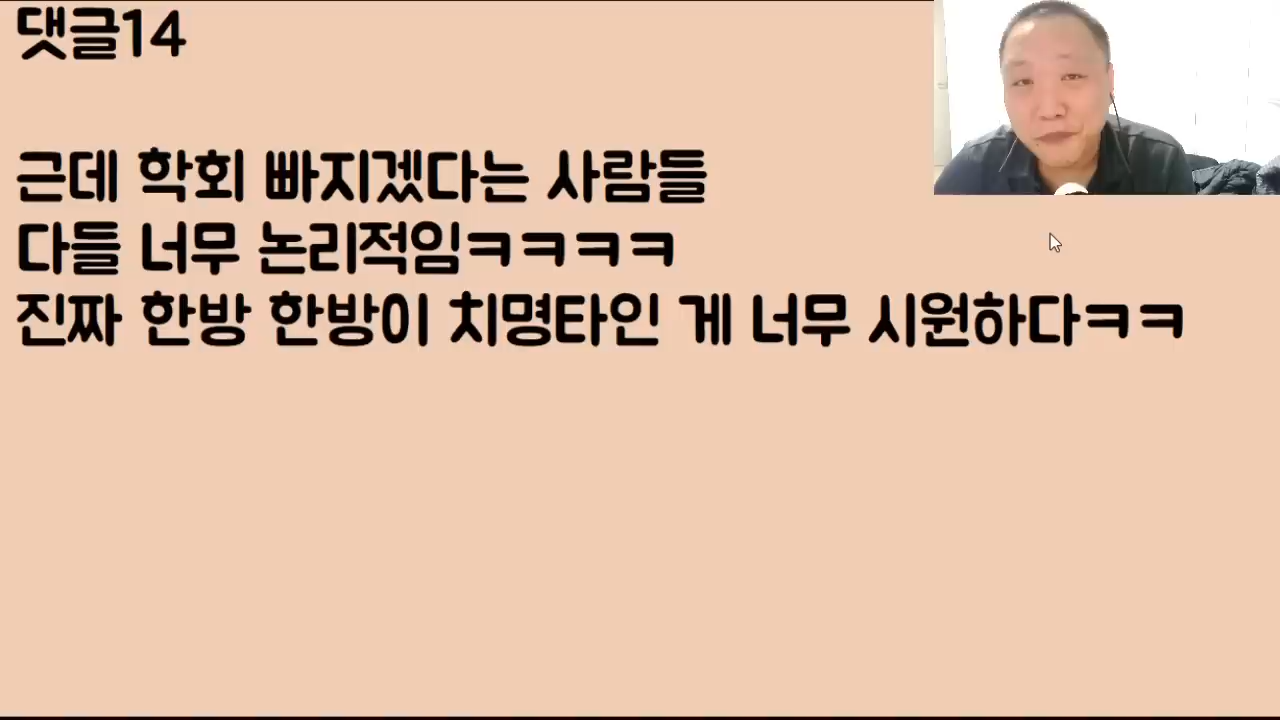 댓글14
근데 학회 빠지겠다는 사람들
다들 너무 논리적임ㅋㅋㅋㅋ
진짜 한방 한방이 치명타인 게 너무 시원하다ㅋㅋ